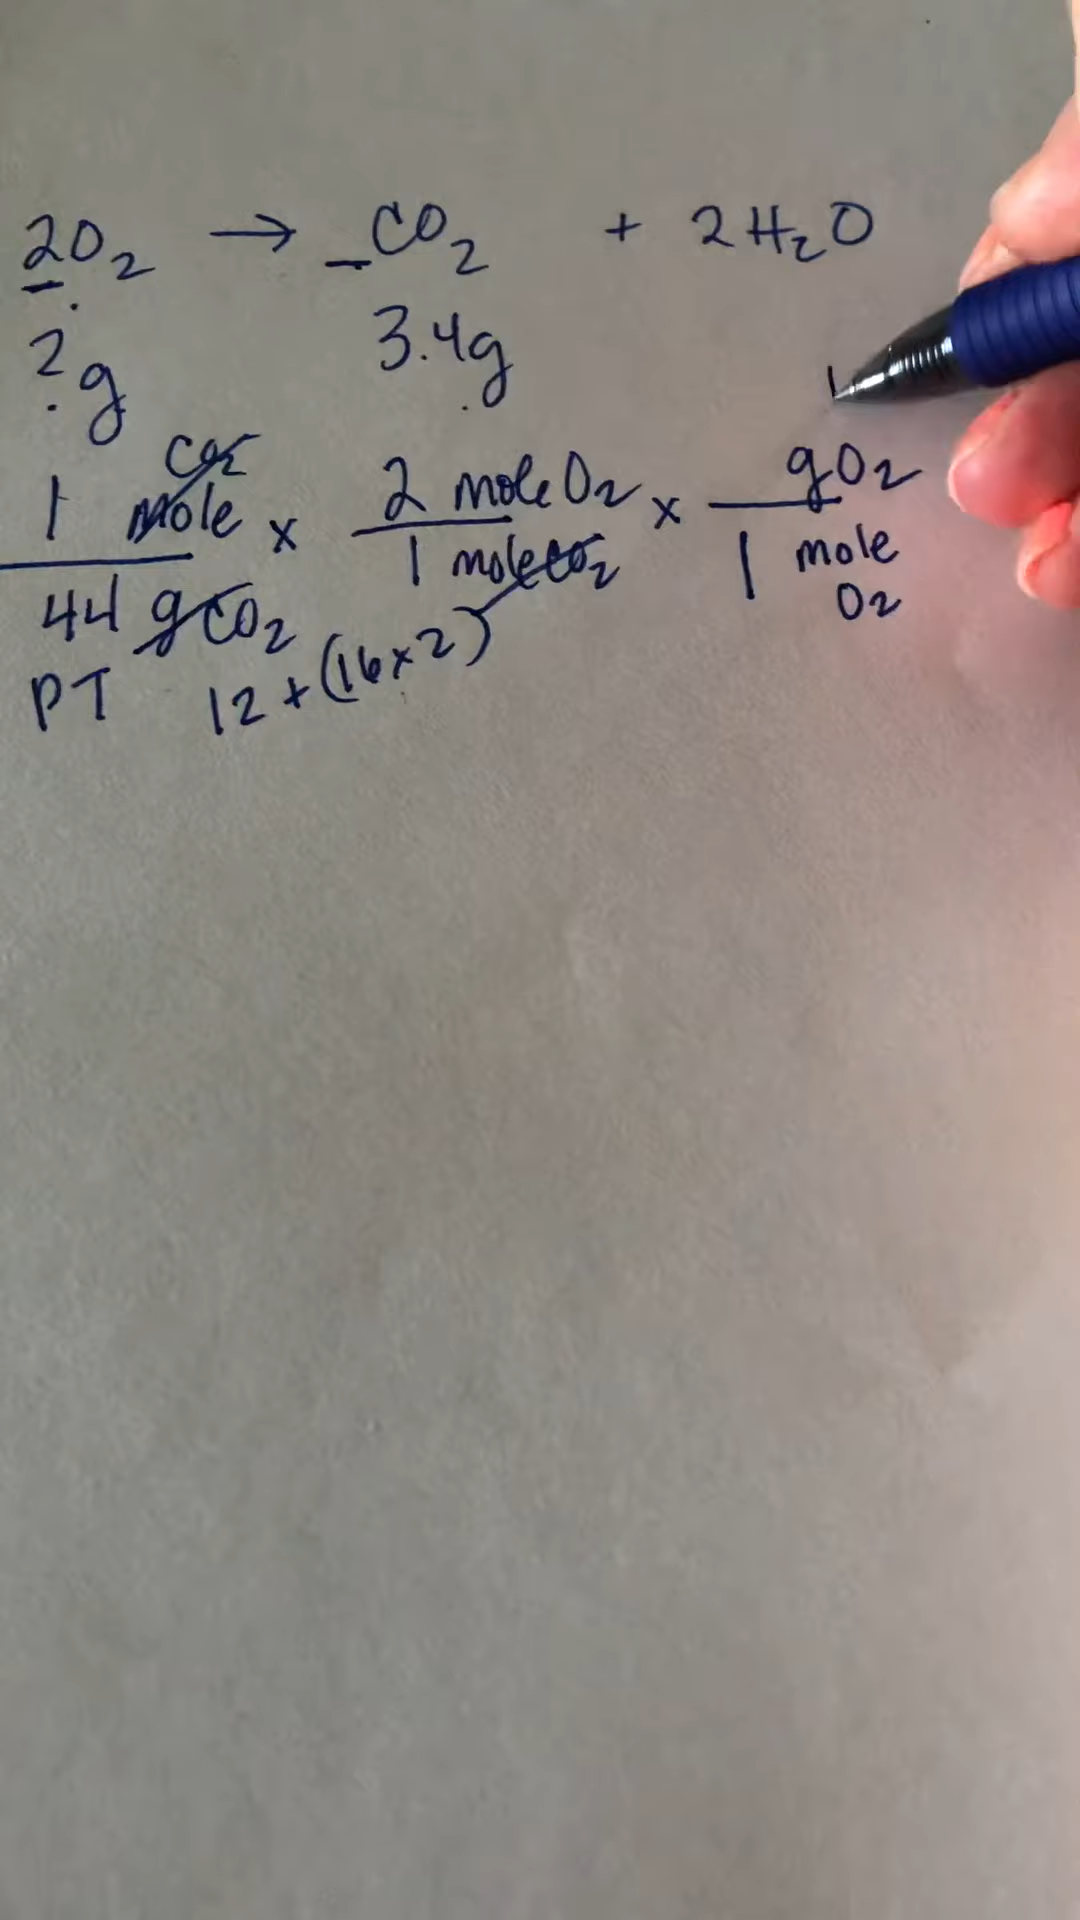 2O₂ → _CO₂ + 2H₂O
?g 3.4g
1 mole CO₂ / 44 g CO₂ × 2 mole O₂ / 1 mole CO₂ × g O₂ / 1 mole O₂
PT 12 + (16×2)